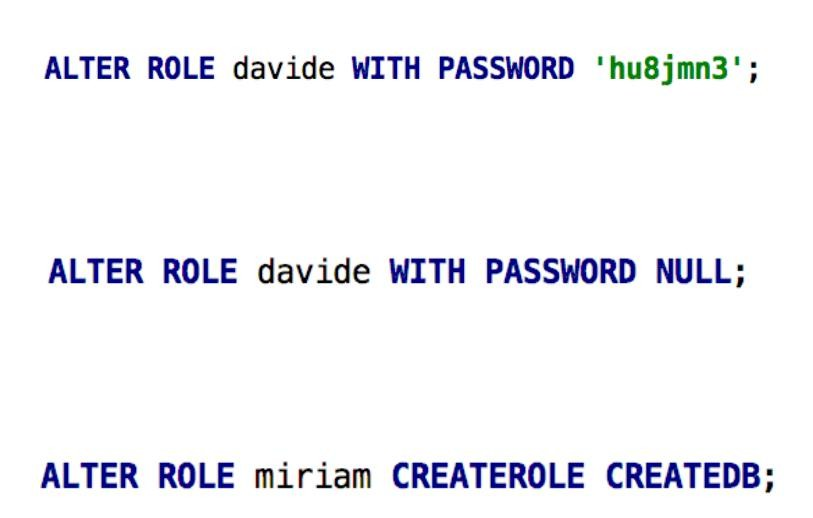 ALTER ROLE davide WITH PASSWORD 'hu8jmn3';
ALTER ROLE davide WITH PASSWORD NULL;
ALTER ROLE miriam CREATEROLE CREATEDB;